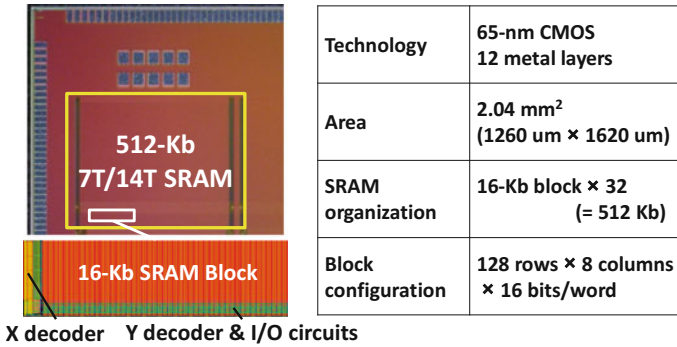 512-Kb
7T/14T SRAM
16-Kb SRAM Block
X decoder Y decoder & I/O circuits
Technology
65-nm CMOS
12 metal layers
Area
2.04 mm²
(1260 um × 1620 um)
SRAM
organization
16-Kb block × 32
(= 512 Kb)
Block
configuration
128 rows × 8 columns
× 16 bits/word